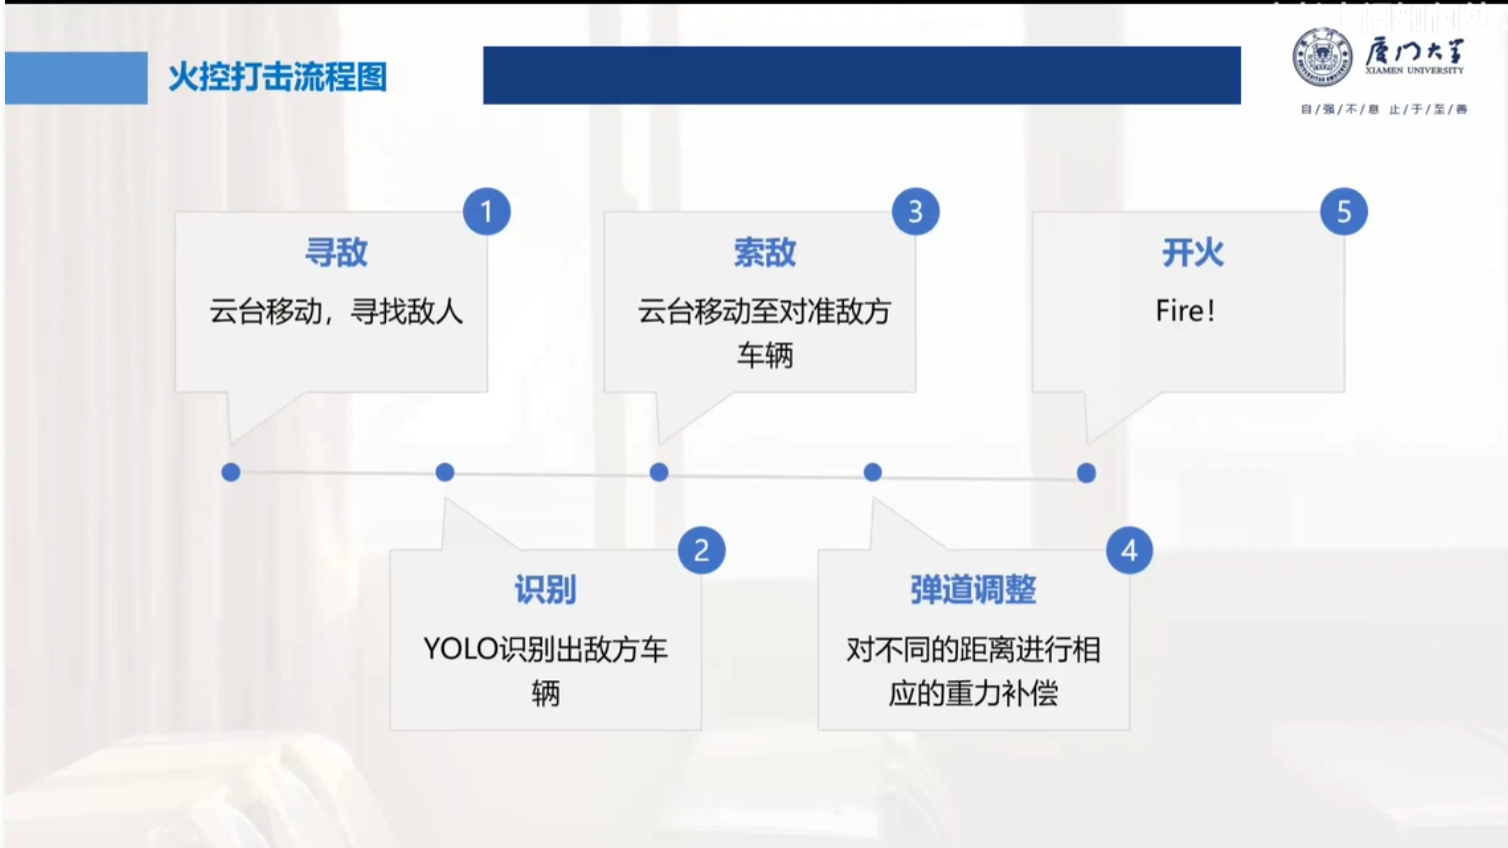 火控打击流程图
厦门大学
XIAMEN UNIVERSITY
自/强/不/息 止/于/至/善
1
寻敌
云台移动，寻找敌人
3
索敌
云台移动至对准敌方
车辆
5
开火
Fire！
2
识别
YOLO识别出敌方车
辆
4
弹道调整
对不同的距离进行相
应的重力补偿